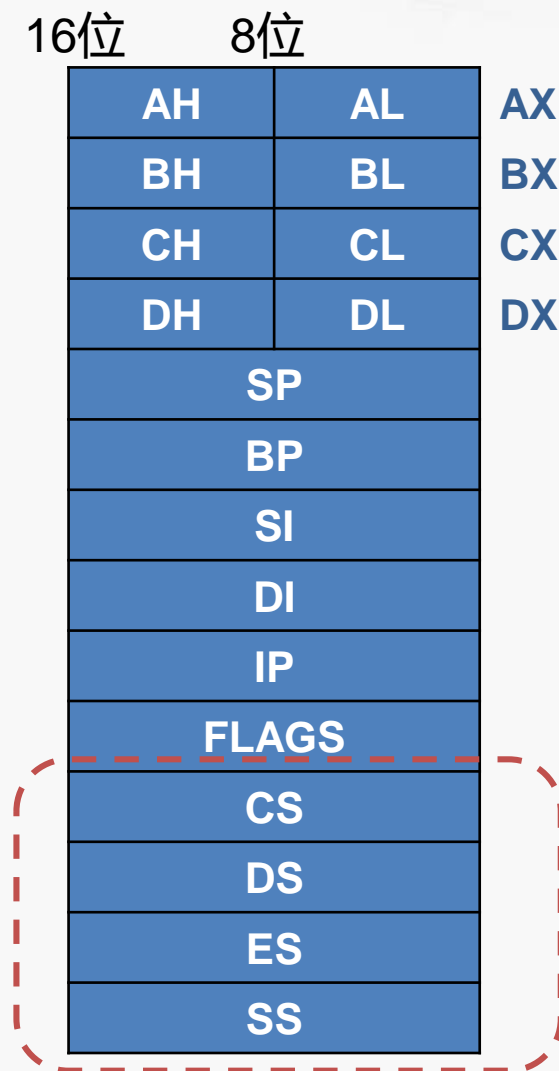 16位 8位
AH AL AX
BH BL BX
CH CL CX
DH DL DX
SP
BP
SI
DI
IP
FLAGS
CS
DS
ES
SS